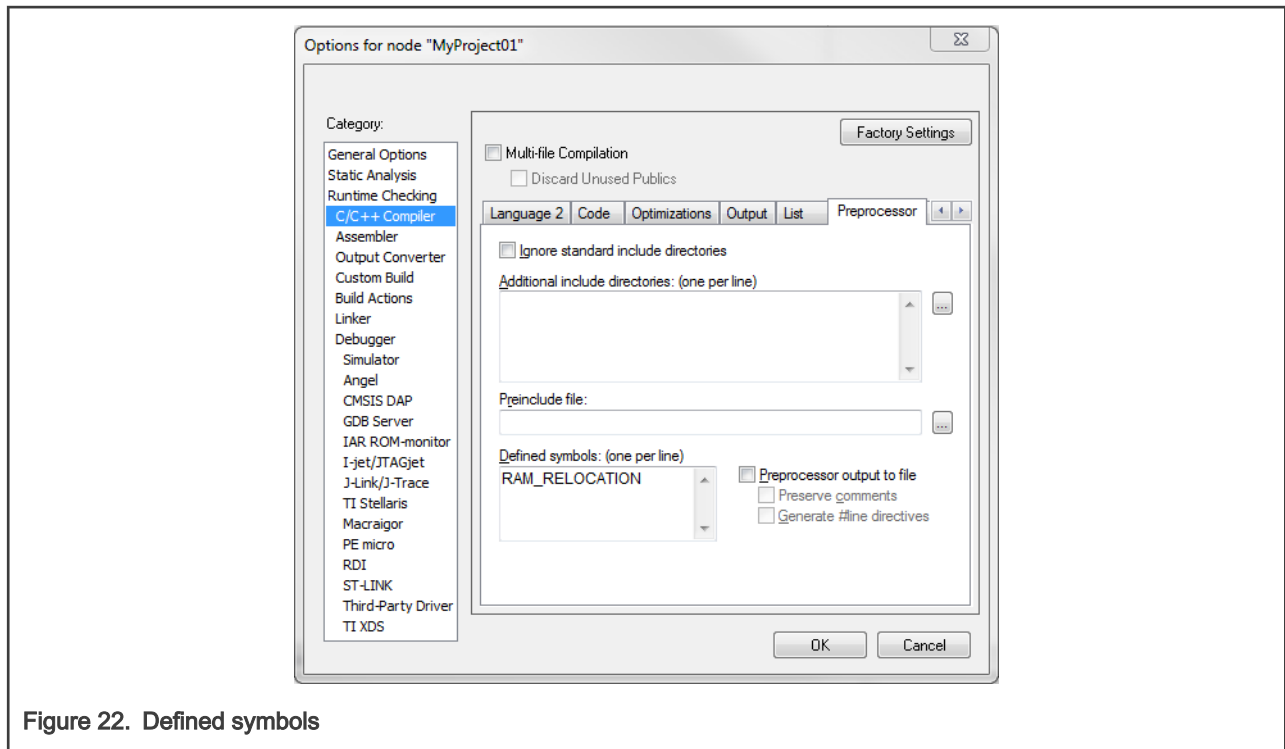 Options for node "MyProject01"
Category:
General Options
Static Analysis
Runtime Checking
C/C++ Compiler
Assembler
Output Converter
Custom Build
Build Actions
Linker
Debugger
Simulator
Angel
CMSIS DAP
GDB Server
IAR ROM-monitor
I-jet/JTAGjet
J-Link/J-Trace
TI Stellaris
Macraigor
PE micro
RDI
ST-LINK
Third-Party Driver
TI XDS
Factory Settings
Multi-file Compilation
Discard Unused Publics
Language 2 Code Optimizations Output List Preprocessor
Ignore standard include directories
Additional include directories: (one per line)
...
Preinclude file:
...
Defined symbols: (one per line)
RAM_RELOCATION
Preprocessor output to file
Preserve comments
Generate #line directives
OK Cancel
Figure 22. Defined symbols